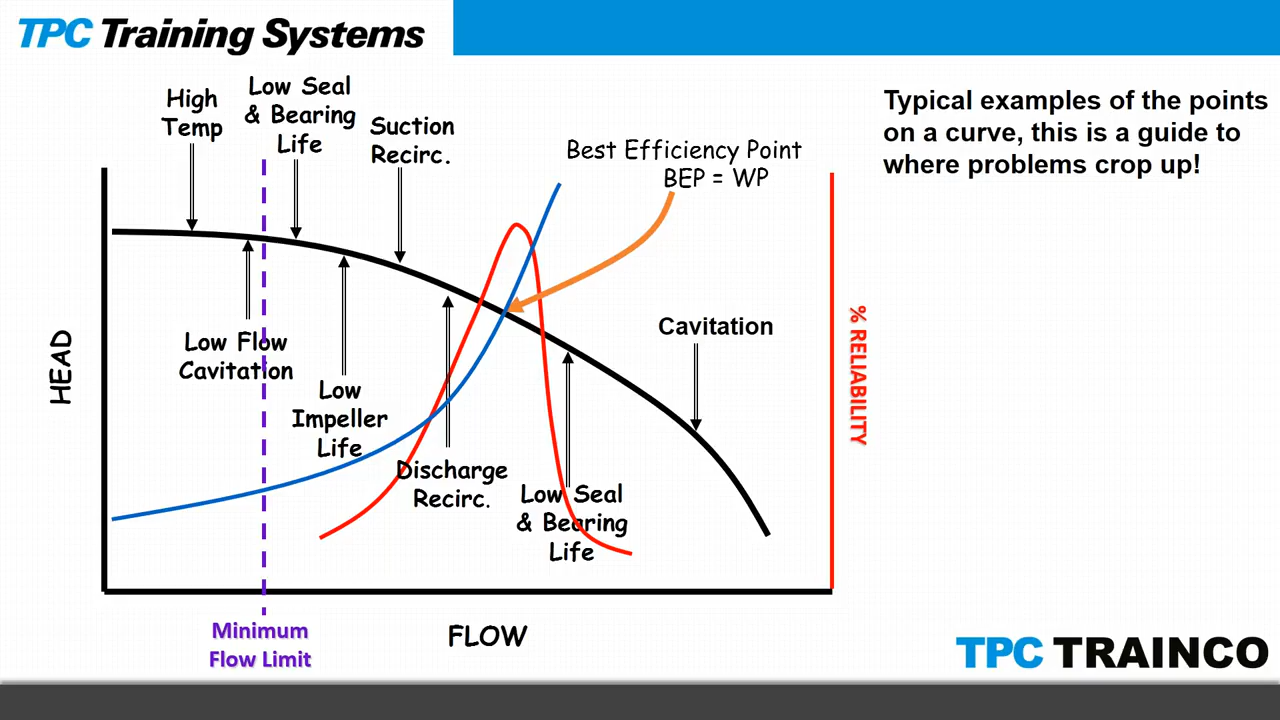 TPC Training Systems
Typical examples of the points
on a curve, this is a guide to
where problems crop up!
High
Temp
Low Seal
& Bearing
Life
Suction
Recirc.
Best Efficiency Point
BEP = WP
Low Flow
Cavitation
Low
Impeller
Life
Discharge
Recirc.
Low Seal
& Bearing
Life
Cavitation
HEAD
% RELIABILITY
FLOW
Minimum
Flow Limit
TPC TRAINCO